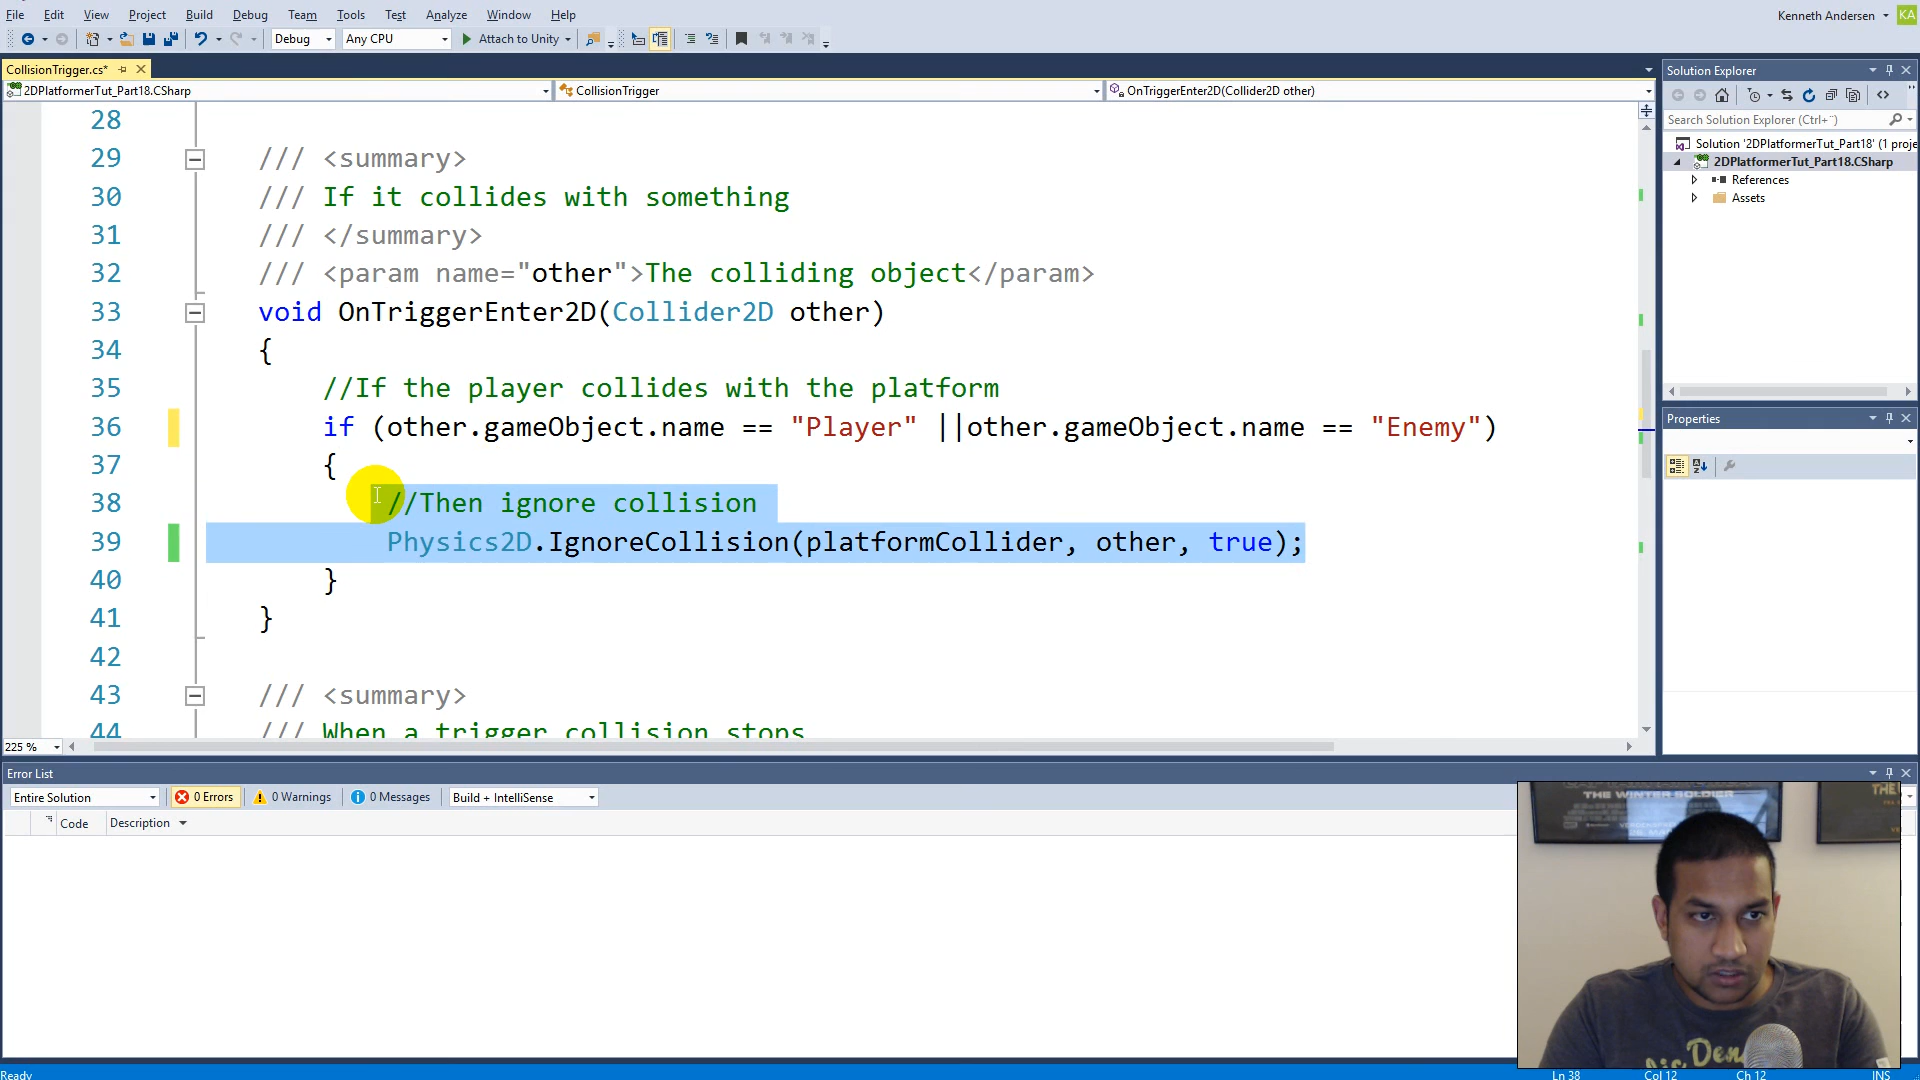 File Edit View Project Build Debug Team Tools Test Analyze Window Help
Kenneth Andersen KA
Debug Any CPU Attach to Unity
CollisionTrigger.cs*
2DPlatformerTut_Part18.CSharp CollisionTrigger OnTriggerEnter2D(Collider2D other)
28
29 /// <summary>
30 /// If it collides with something
31 /// </summary>
32 /// <param name="other">The colliding object</param>
33 void OnTriggerEnter2D(Collider2D other)
34 {
35 //If the player collides with the platform
36 if (other.gameObject.name == "Player" ||other.gameObject.name == "Enemy")
37 {
38 //Then ignore collision
39 Physics2D.IgnoreCollision(platformCollider, other, true);
40 }
41 }
42
43 /// <summary>
44 /// When a trigger collision stops
225 %
Solution Explorer
Search Solution Explorer (Ctrl+¨)
Solution '2DPlatformerTut_Part18' (1 proje
2DPlatformerTut_Part18.CSharp
References
Assets
Properties
Error List
Entire Solution 0 Errors 0 Warnings 0 Messages Build + IntelliSense
Code Description
THE WINTER SOLDIER
THE
Ready Ln 38 Col 12 Ch 12 INS